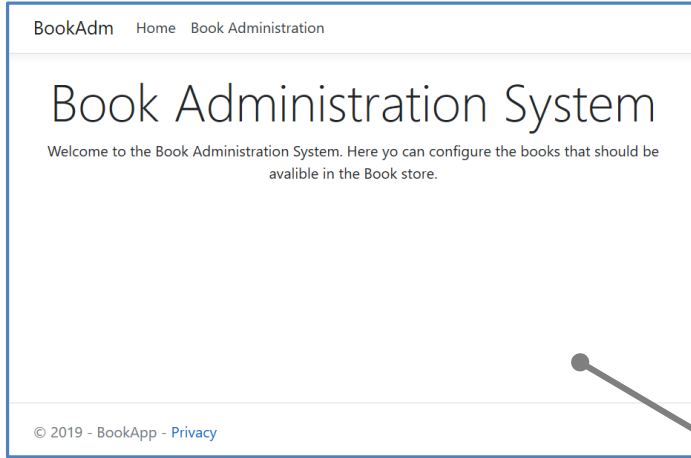 BookAdm Home Book Administration
Book Administration System
Welcome to the Book Administration System. Here yo can configure the books that should be
avalible in the Book store.
© 2019 - BookApp - Privacy